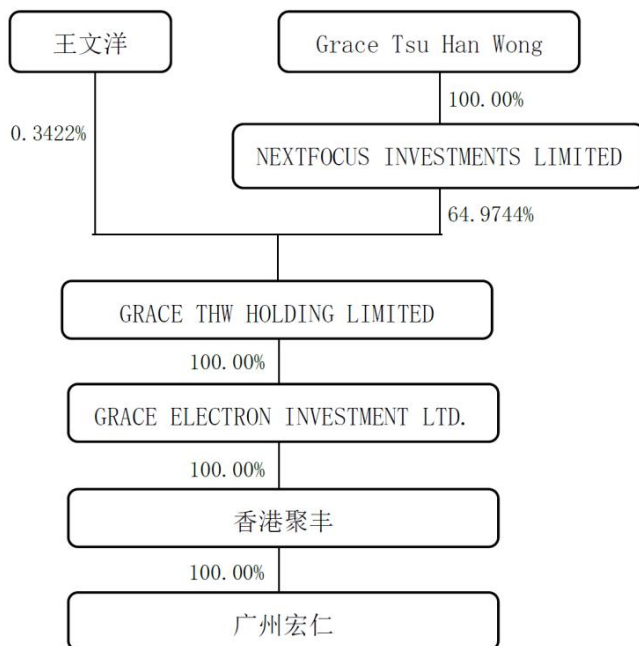 王文洋
Grace Tsu Han Wong
100.00%
0.3422%
NEXTFOCUS INVESTMENTS LIMITED
64.9744%
GRACE THW HOLDING LIMITED
100.00%
GRACE ELECTRON INVESTMENT LTD.
100.00%
香港聚丰
100.00%
广州宏仁